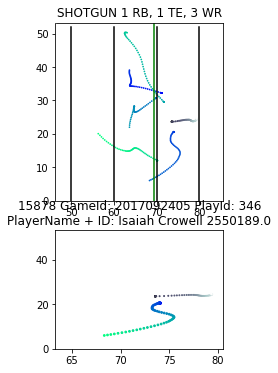 SHOTGUN 1 RB, 1 TE, 3 WR
50
40
30
20
10
0
50 60 70 80
15878 GameId: 2017092405 PlayId: 346
PlayerName + ID: Isaiah Crowell 2550189.0
40
20
0
65 70 75 80